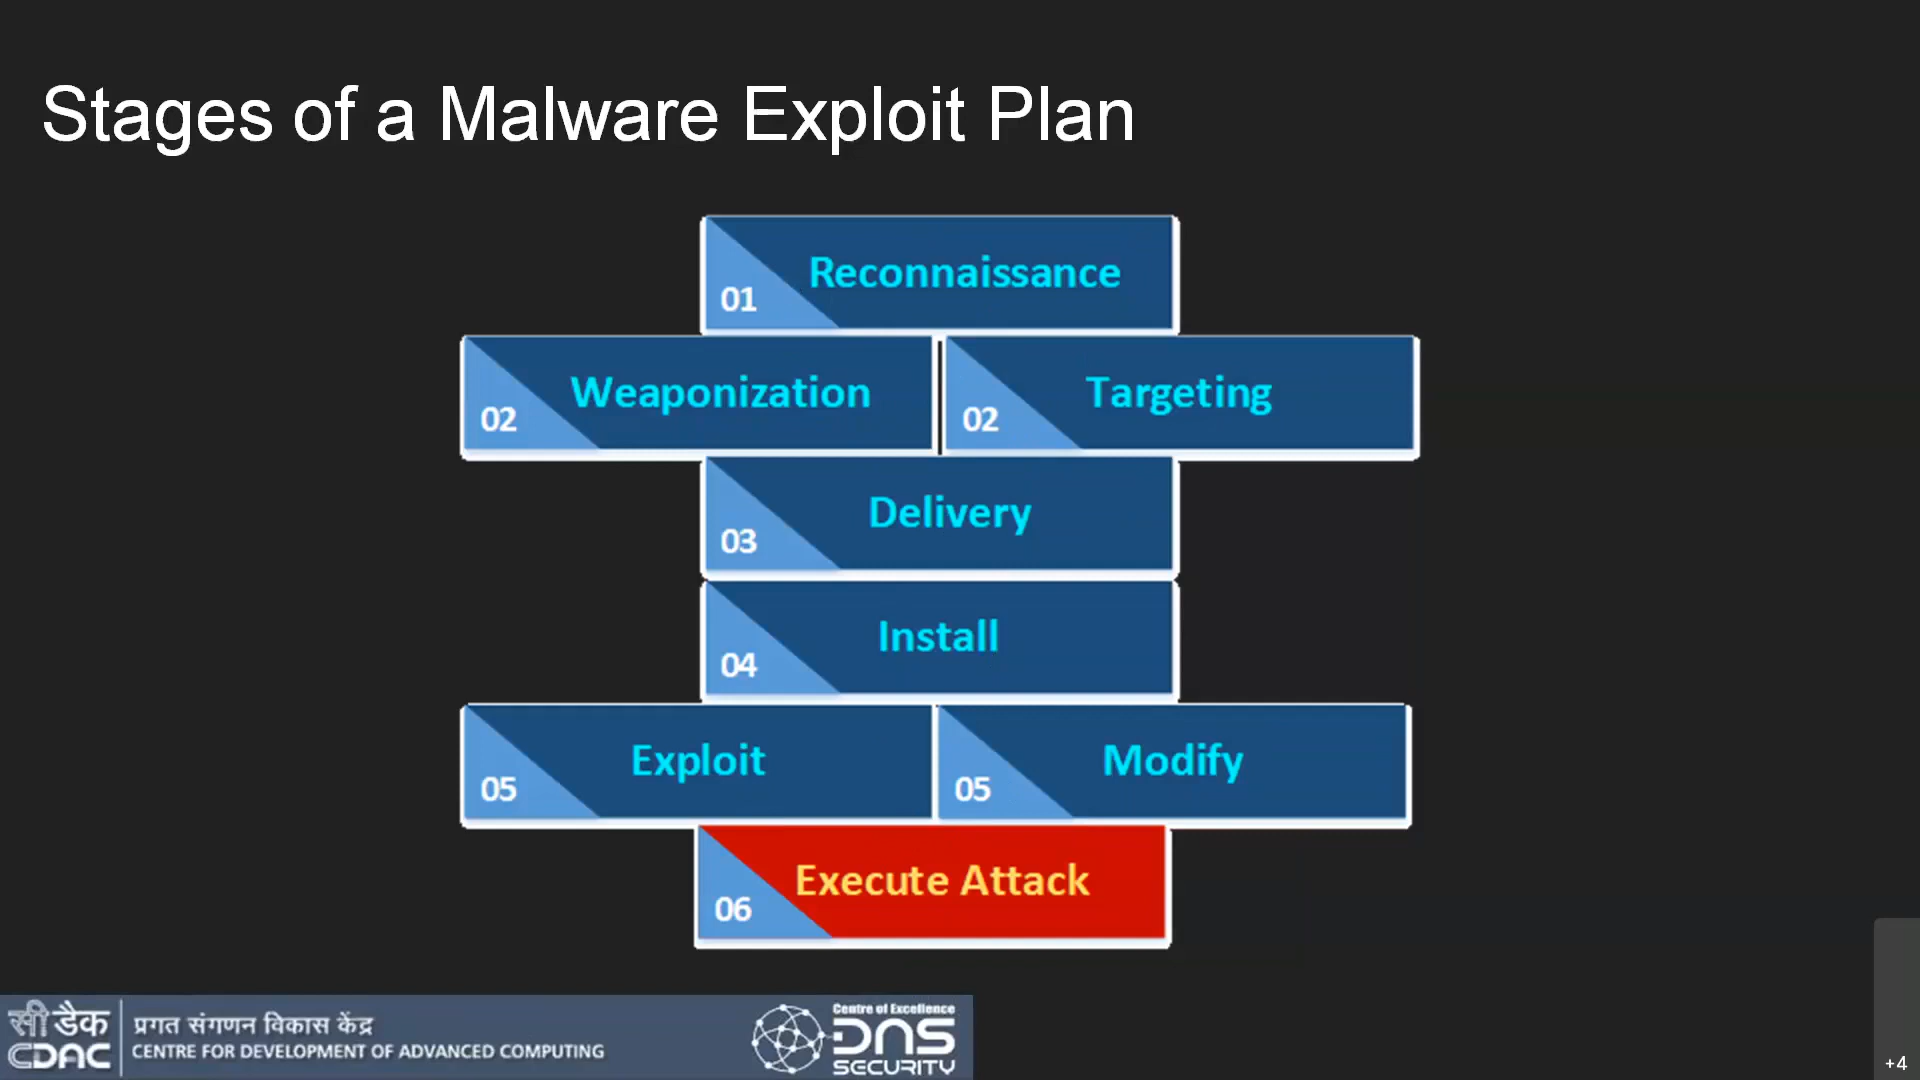 Stages of a Malware Exploit Plan
Reconnaissance
01
Weaponization
02
Targeting
02
Delivery
03
Install
04
Exploit
05
Modify
05
Execute Attack
06
सी डैक
CDAC
प्रगत संगणन विकास केंद्र
CENTRE FOR DEVELOPMENT OF ADVANCED COMPUTING
Centre of Excellence
DNS
SECURITY
+4